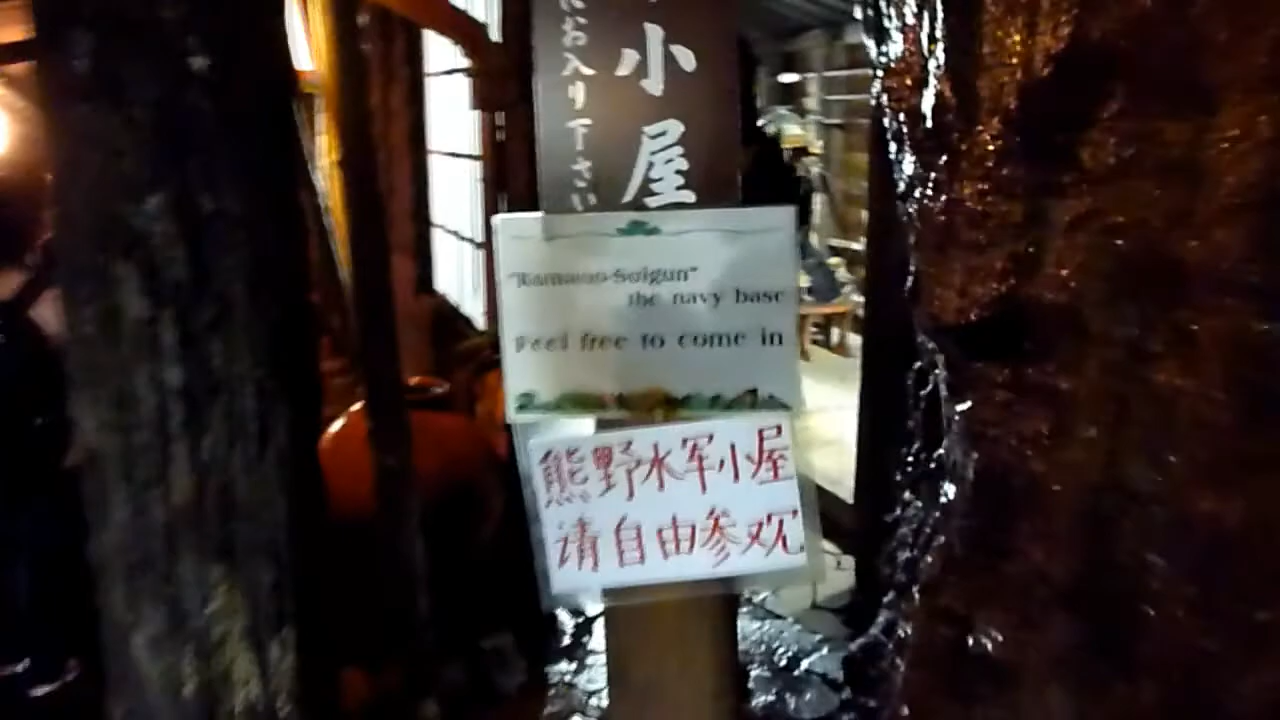 小屋
にお入り下さい
"Kumano-Suigun"
the navy base
Feel free to come in
熊野水军小屋
请自由参观